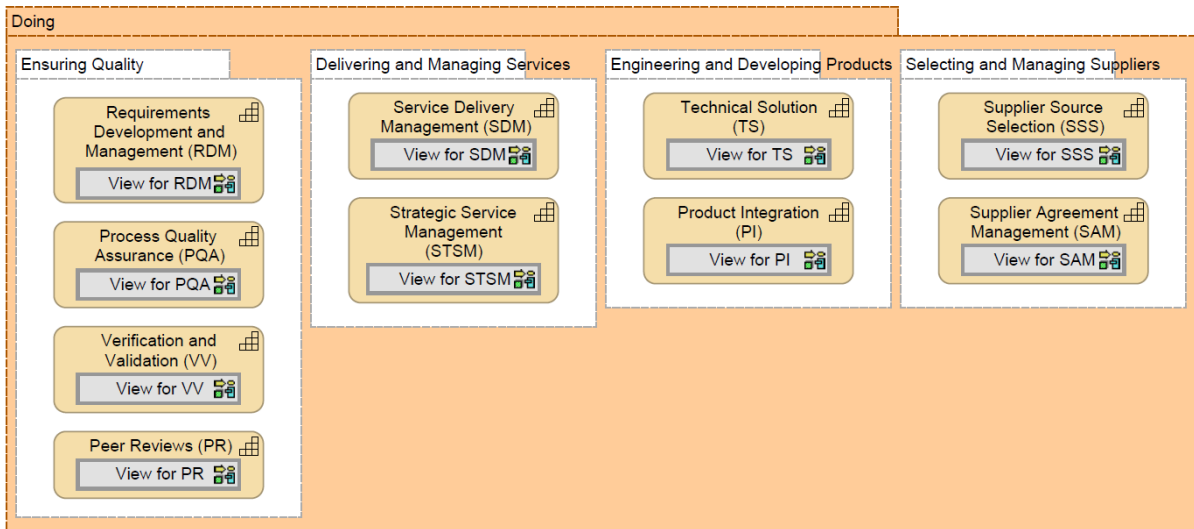 Doing
Ensuring Quality
Requirements
Development and
Management (RDM)
View for RDM
Process Quality
Assurance (PQA)
View for PQA
Verification and
Validation (VV)
View for VV
Peer Reviews (PR)
View for PR
Delivering and Managing Services
Service Delivery
Management (SDM)
View for SDM
Strategic Service
Management
(STSM)
View for STSM
Engineering and Developing Products
Technical Solution
(TS)
View for TS
Product Integration
(PI)
View for PI
Selecting and Managing Suppliers
Supplier Source
Selection (SSS)
View for SSS
Supplier Agreement
Management (SAM)
View for SAM